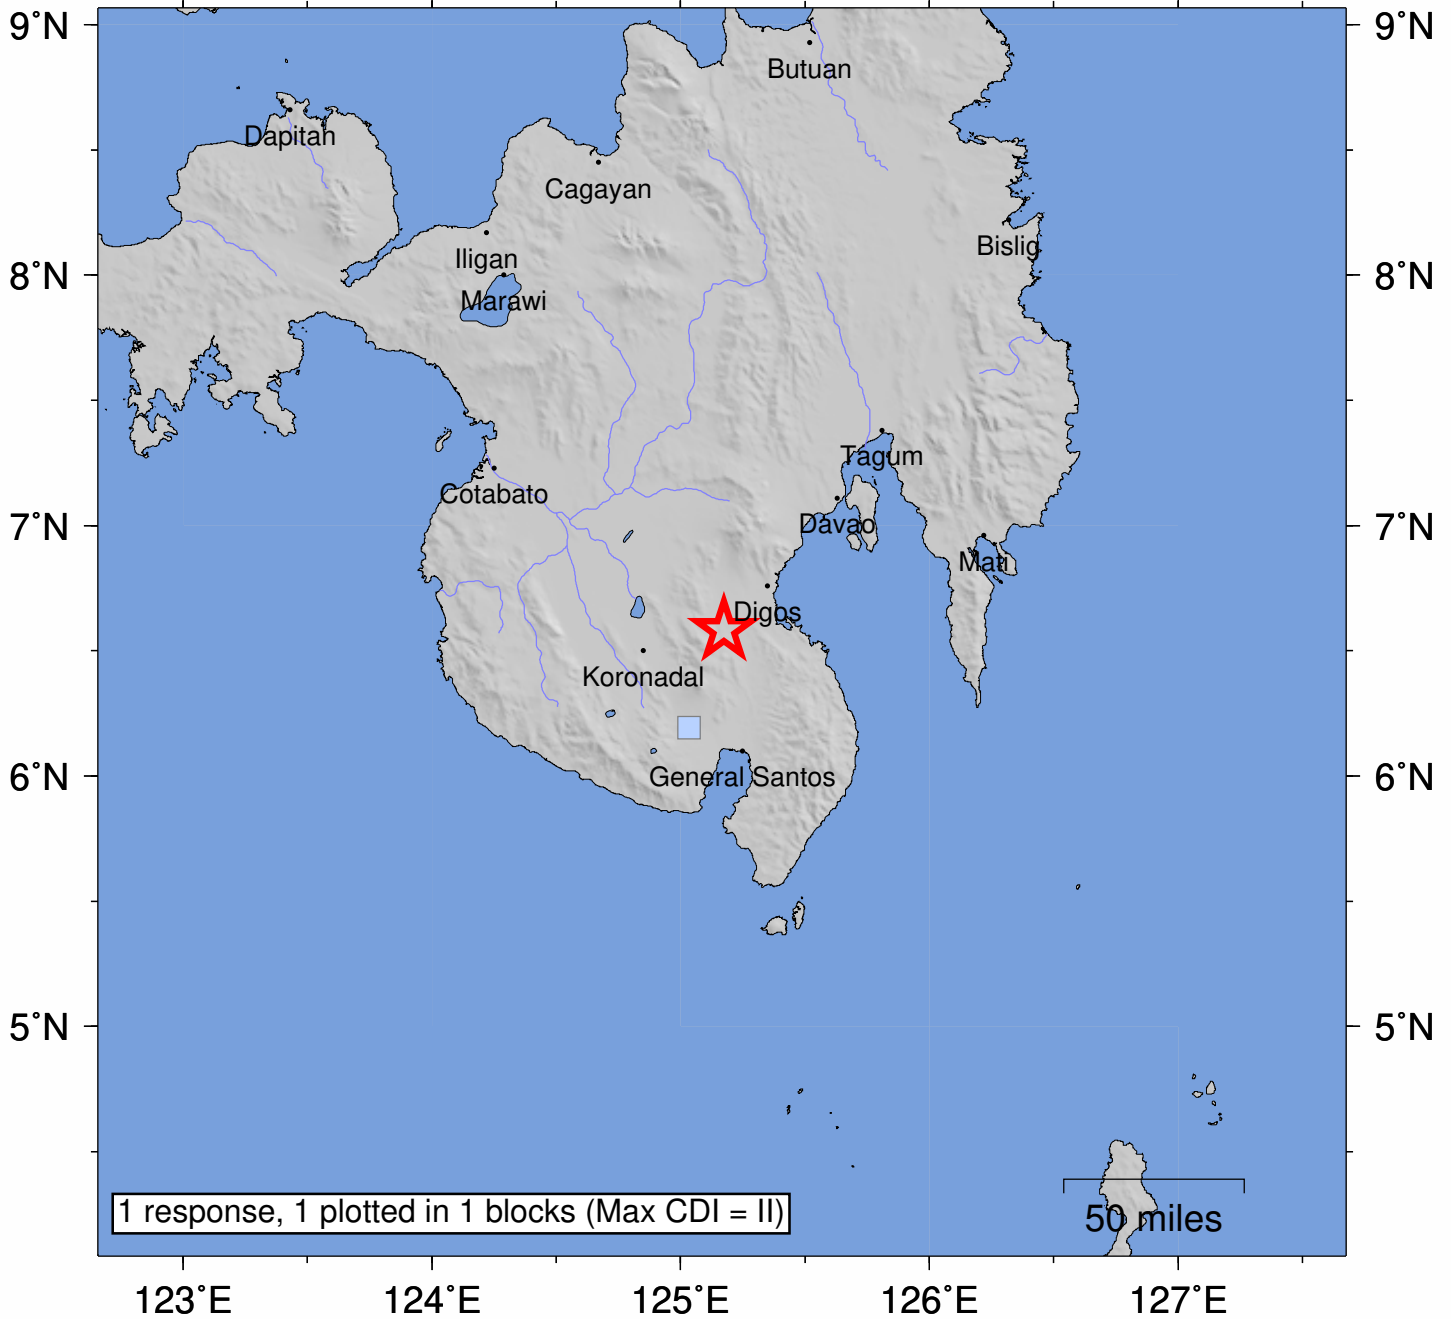 9°N
9°N
Butuan
Dapitan
Cagayan
Bislig
Iligan
8°N
8°N
Marawi
Tagum
Cotabato
Davao
7°N
7°N
Mati
Digos
Koronadal
General Santos
6°N
6°N
5°N
5°N
1 response, 1 plotted in 1 blocks (Max CDI = II)
50 miles
123°E
124°E
125°E
126°E
127°E